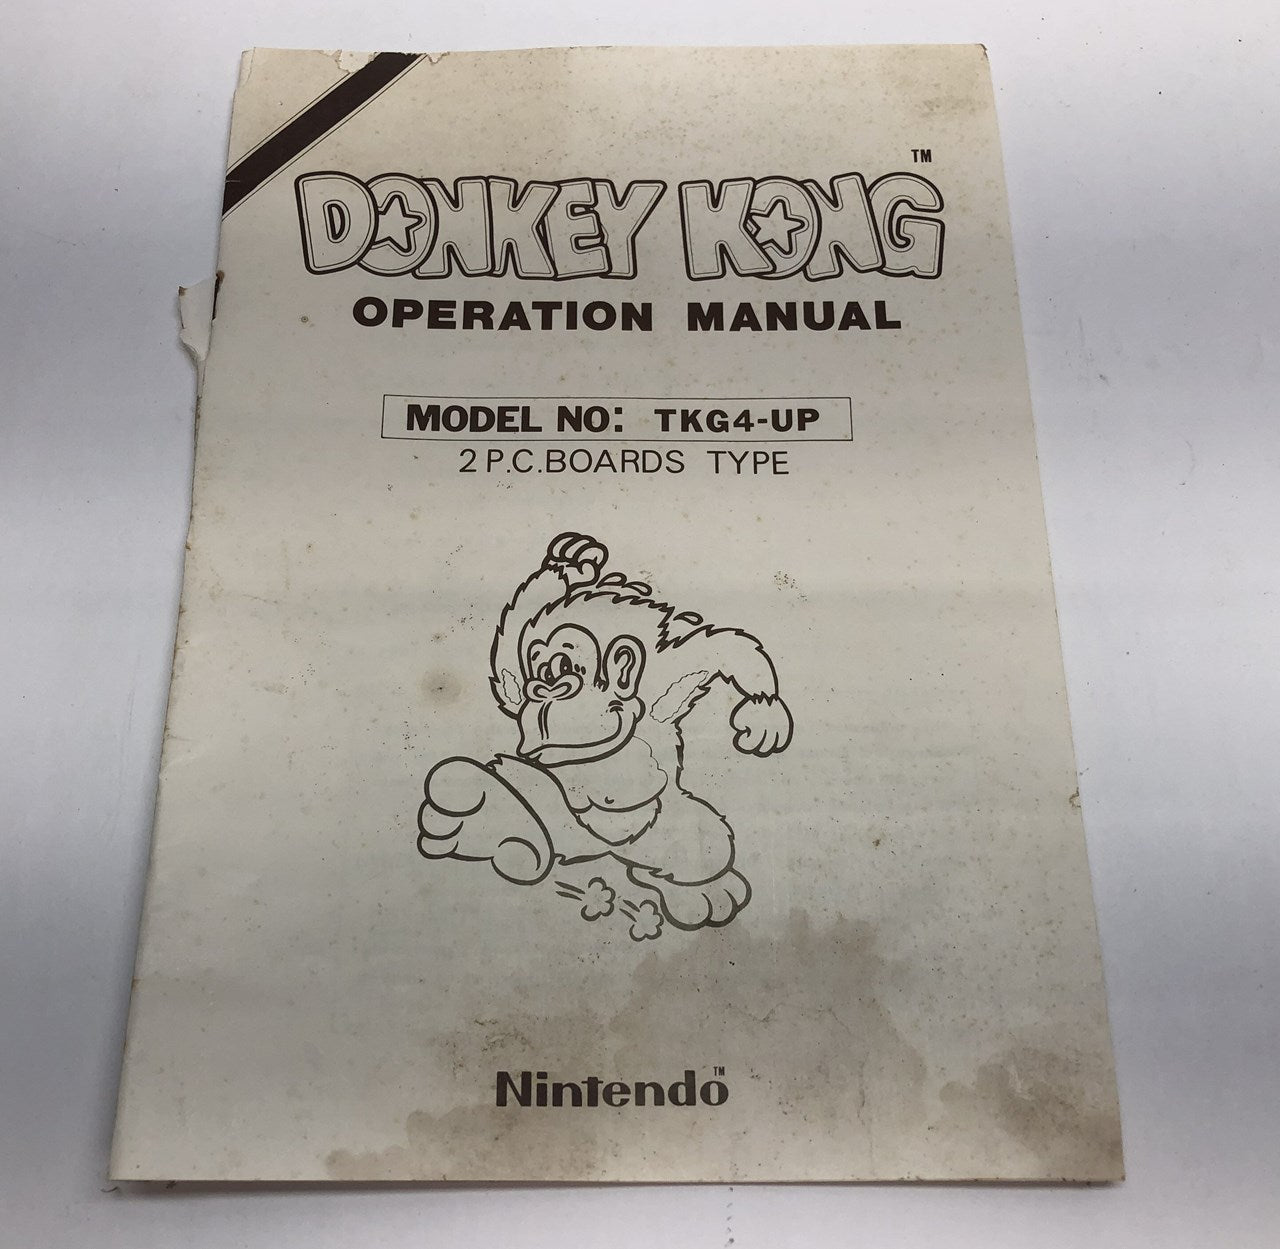 DONKEY KONG™
OPERATION MANUAL
MODEL NO: TKG4-UP
2 P.C.BOARDS TYPE
Nintendo™